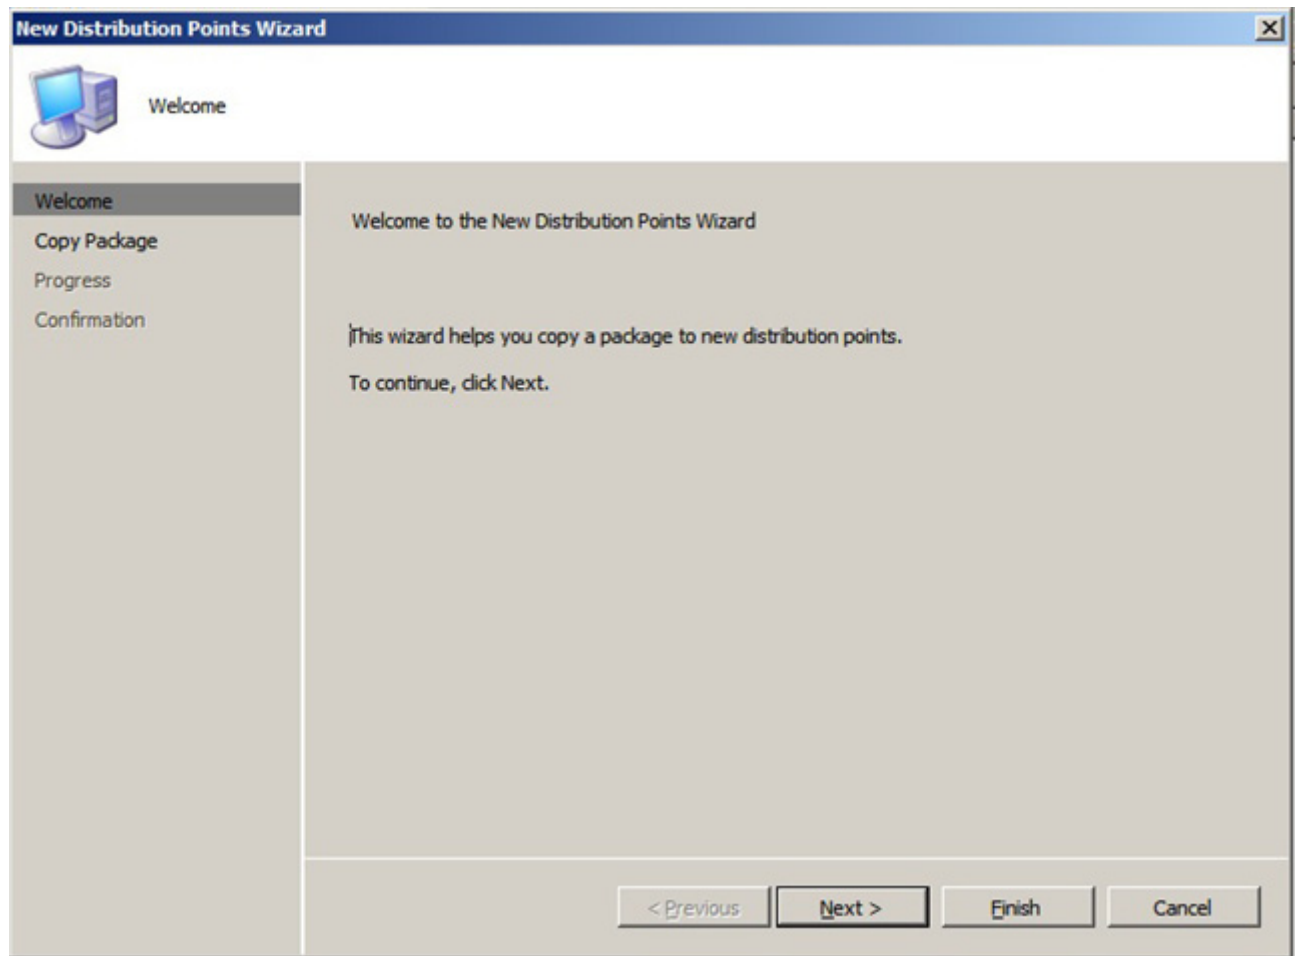 New Distribution Points Wizard
Welcome
Welcome
Copy Package
Progress
Confirmation
Welcome to the New Distribution Points Wizard
This wizard helps you copy a package to new distribution points.
To continue, click Next.
< Previous
Next >
Finish
Cancel